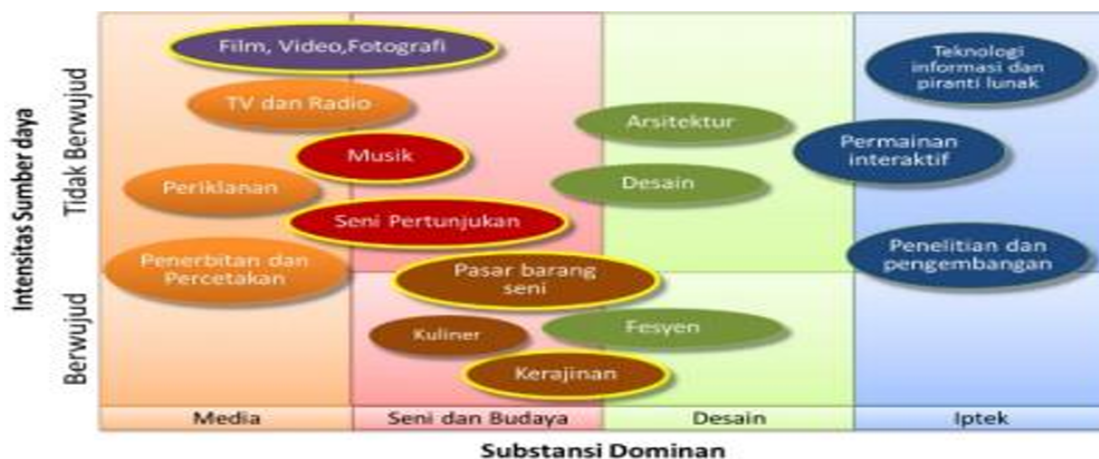 Intensitas Sumber daya
Tidak Berwujud
Berwujud
Film, Video,Fotografi
TV dan Radio
Musik
Periklanan
Seni Pertunjukan
Penerbitan dan
Percetakan
Pasar barang
seni
Kuliner
Kerajinan
Arsitektur
Desain
Fesyen
Teknologi
informasi dan
piranti lunak
Permainan
interaktif
Penelitian dan
pengembangan
Media
Seni dan Budaya
Desain
Iptek
Substansi Dominan